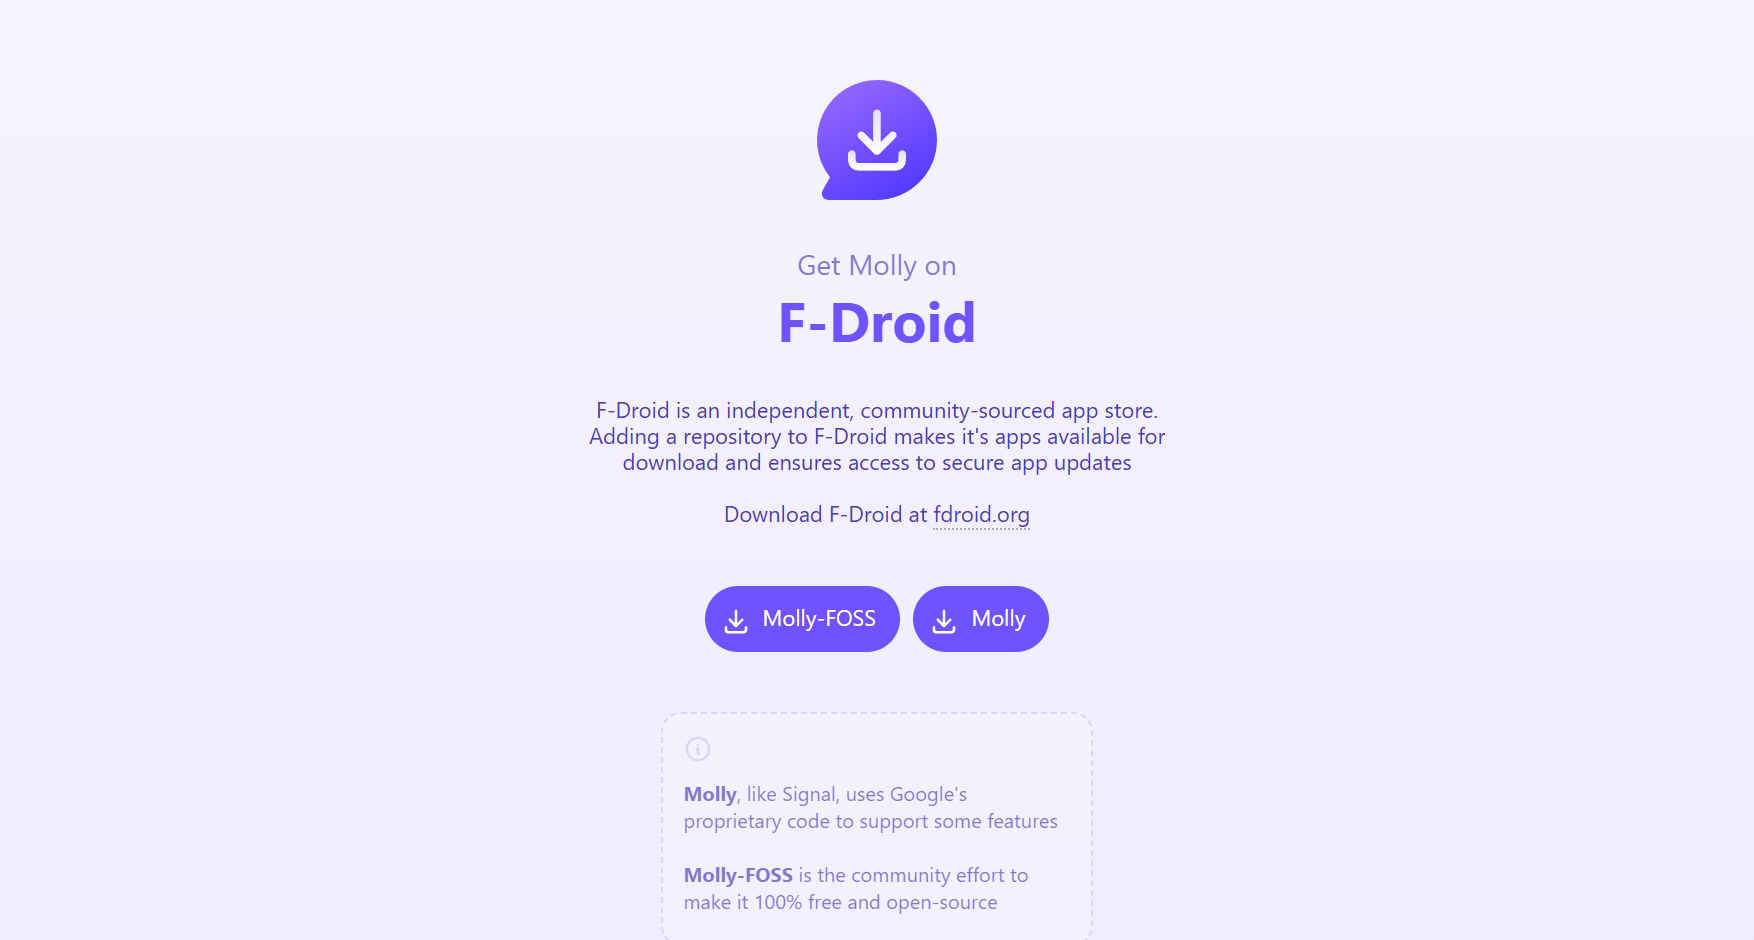 Get Molly on
F-Droid
F-Droid is an independent, community-sourced app store.
Adding a repository to F-Droid makes it's apps available for
download and ensures access to secure app updates
Download F-Droid at fdroid.org
Molly-FOSS
Molly
Molly, like Signal, uses Google's
proprietary code to support some features
Molly-FOSS is the community effort to
make it 100% free and open-source